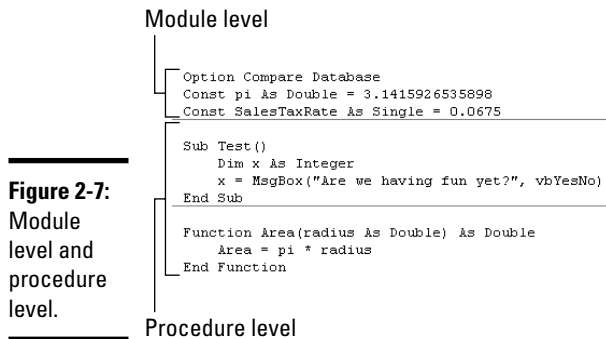 Module level
Option Compare Database
Const pi As Double = 3.1415926535898
Const SalesTaxRate As Single = 0.0675
Sub Test()
Dim x As Integer
x = MsgBox("Are we having fun yet?", vbYesNo)
End Sub
Function Area(radius As Double) As Double
Area = pi * radius
End Function
Procedure level
Figure 2-7:
Module
level and
procedure
level.